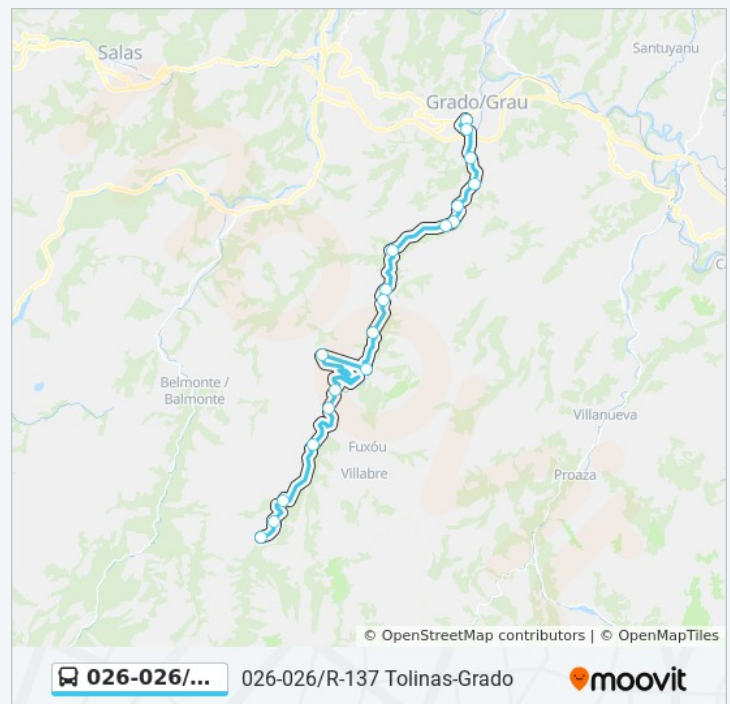 Santuyanu
Salas
Grado/Grau
C
Belmonte /
Balmonte
Villanueva
Fuxóu
Villabre
Proaza
© OpenStreetMap contributors | © OpenMapTiles
026-026/...
026-026/R-137 Tolinas-Grado
moovit